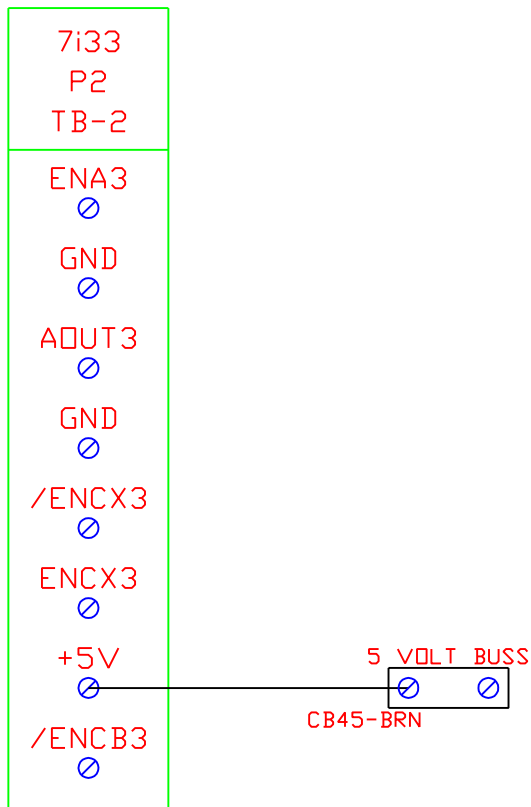 7i33
P2
TB-2
ENA3
GND
AOUT3
GND
/ENCX3
ENCX3
+5V
5 VOLT BUSS
CB45-BRN
/ENCB3